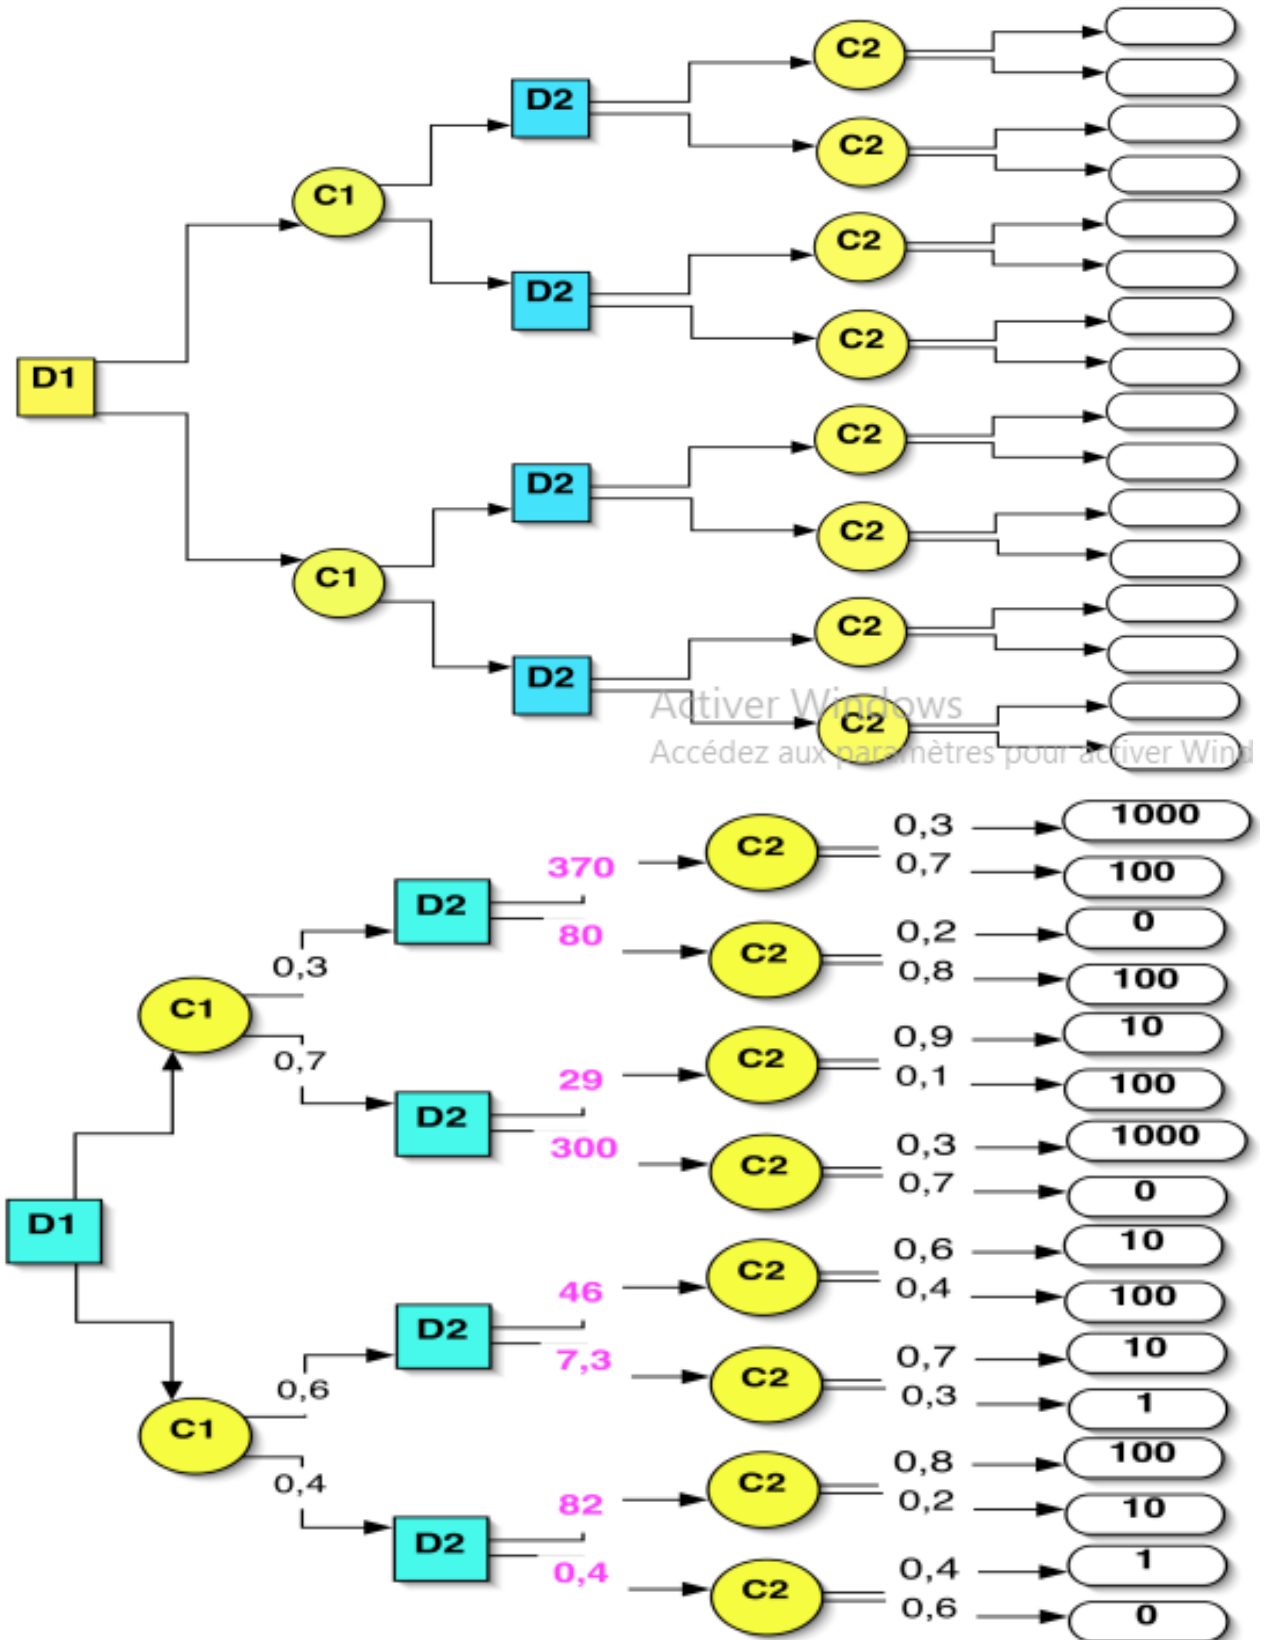 C2
D2
C2
C1
C2
D2
C2
D1
C2
D2
C2
C1
C2
D2
C2
Activer Windows
Accédez aux paramètres pour activer Wind
0,3 1000
C2
370 0,7 100
D2
80 0,2 0
C2
0,3 0,8 100
C1
0,9 10
0,7 C2
29 0,1 100
D2
300 0,3 1000
C2
0,7 0
D1
0,6 10
C2
46 0,4 100
D2
7,3 0,7 10
C2
0,6 0,3 1
C1
0,8 100
0,4 C2
82 0,2 10
D2
0,4 0,4 1
C2
0,6 0